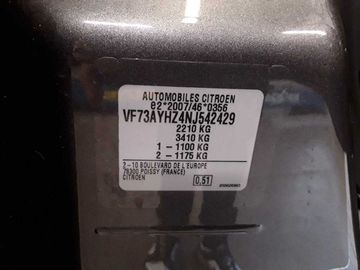 AUTOMOBILES CITROEN
e2*2007/46*0356
VF73AYHZ4NJ542429
2210 KG
3410 KG
1 - 1100 KG
2 - 1175 KG
2-10 BOULEVARD DE L'EUROPE
78300 POISSY (FRANCE)
CITROEN
0.51